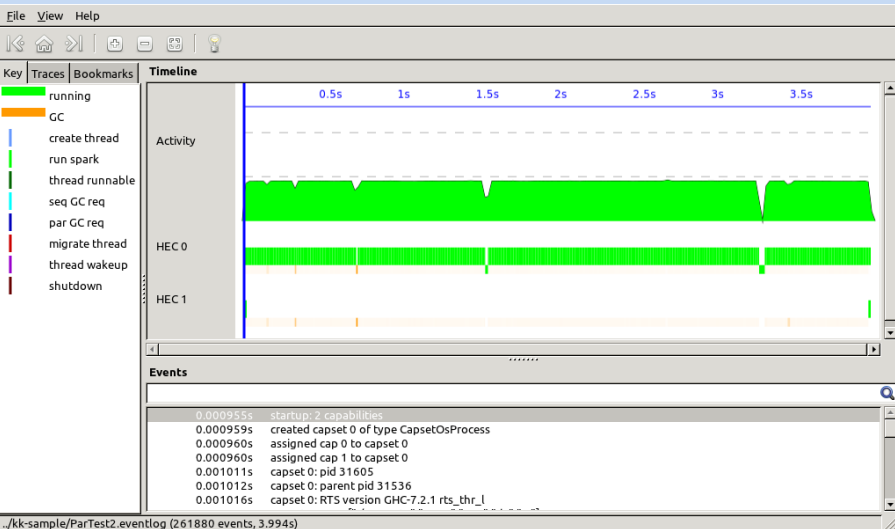 File View Help
Key Traces Bookmarks
running
GC
create thread
run spark
thread runnable
seq GC req
par GC req
migrate thread
thread wakeup
shutdown
Timeline
0.5s 1s 1.5s 2s 2.5s 3s 3.5s
Activity
HEC 0
HEC 1
Events
0.000955s startup: 2 capabilities
0.000959s created capset 0 of type CapsetOsProcess
0.000960s assigned cap 0 to capset 0
0.000960s assigned cap 1 to capset 0
0.001011s capset 0: pid 31605
0.001012s capset 0: parent pid 31536
0.001016s capset 0: RTS version GHC-7.2.1 rts_thr_l
../kk-sample/ParTest2.eventlog (261880 events, 3.994s)